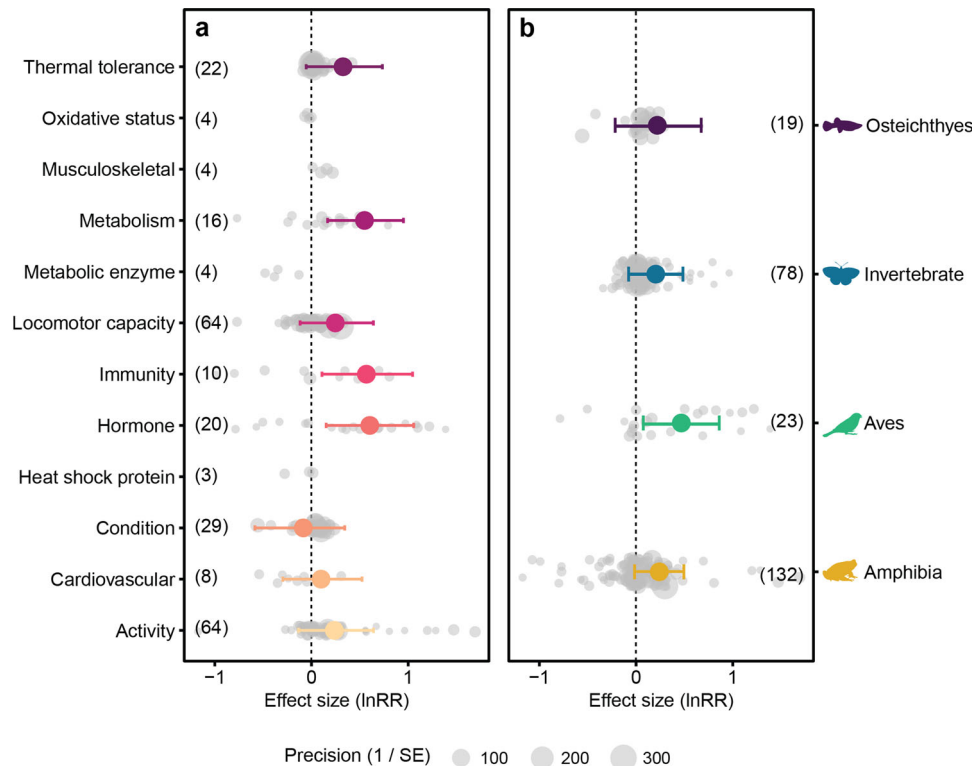 a
Thermal tolerance (22)
Oxidative status (4)
Musculoskeletal (4)
Metabolism (16)
Metabolic enzyme (4)
Locomotor capacity (64)
Immunity (10)
Hormone (20)
Heat shock protein (3)
Condition (29)
Cardiovascular (8)
Activity (64)
−1 0 1
Effect size (lnRR)
b
(19) Osteichthyes
(78) Invertebrate
(23) Aves
(132) Amphibia
−1 0 1
Effect size (lnRR)
Precision (1 / SE) 100 200 300